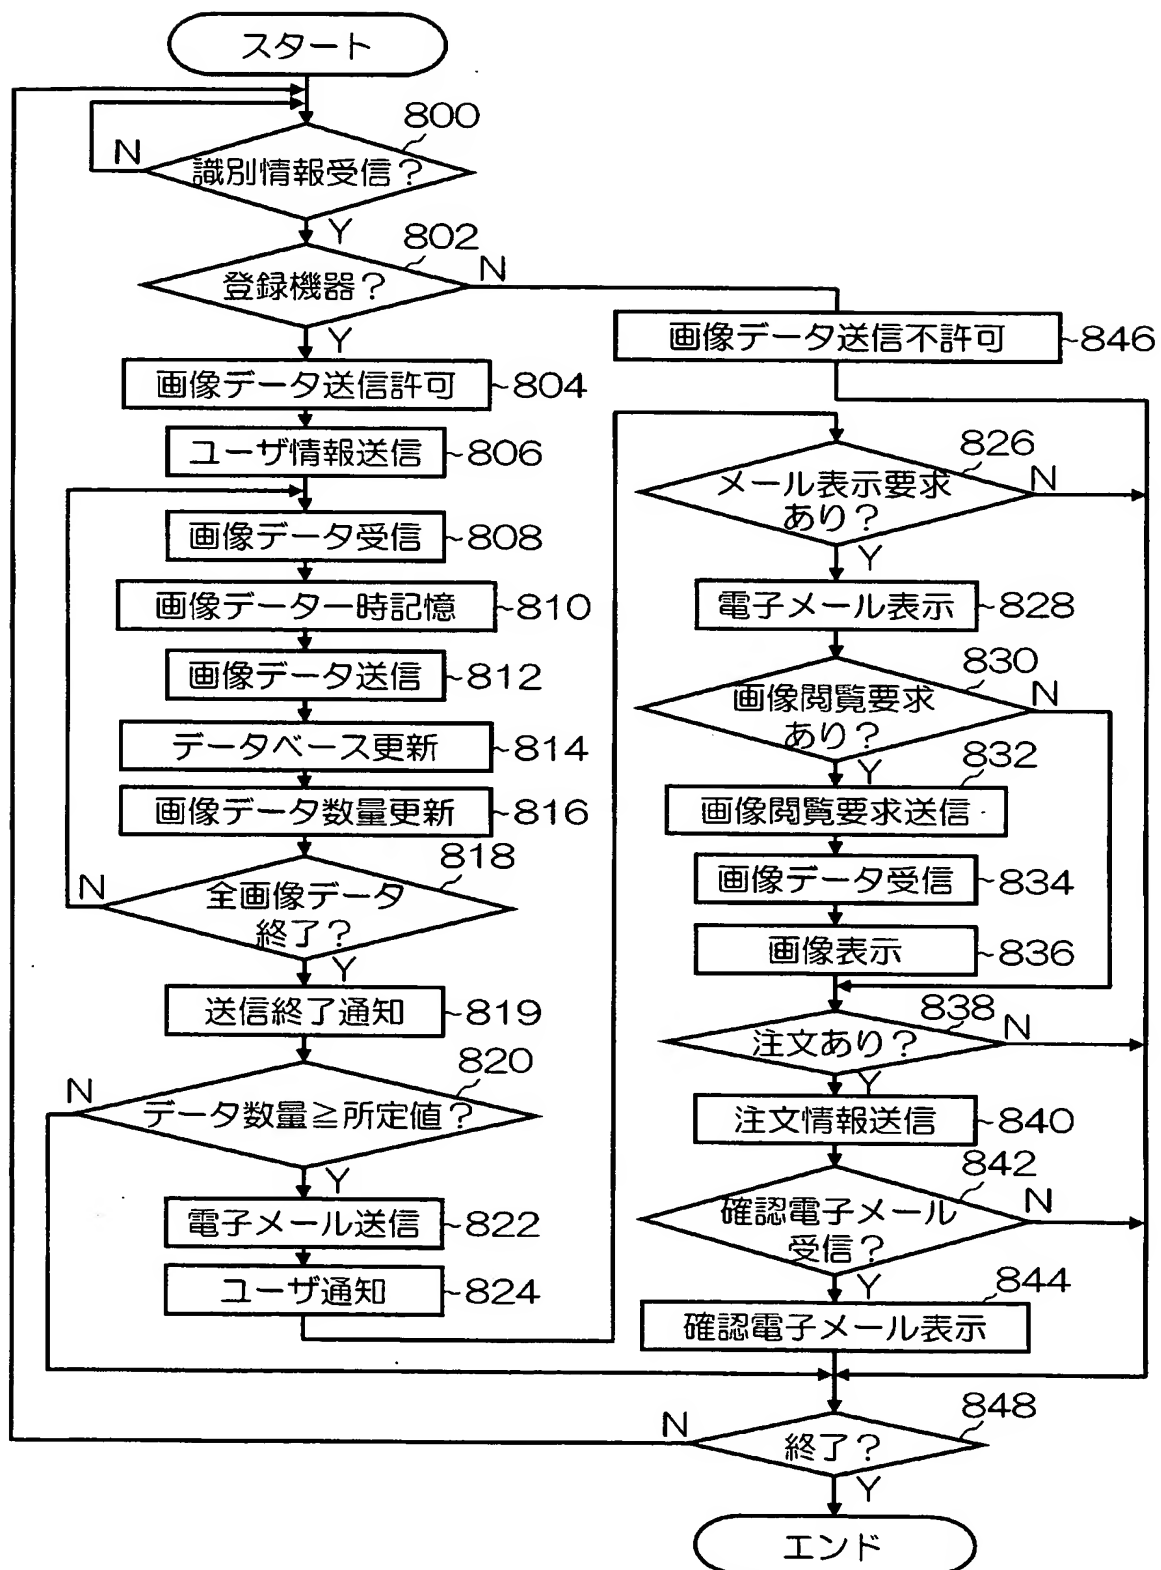 スタート
800
N
識別情報受信？
Y
802
N
登録機器？
Y
画像データ送信許可
804
ユーザ情報送信
806
画像データ受信
808
画像データ一時記憶
810
画像データ送信
812
データベース更新
814
画像データ数量更新
816
818
N
全画像データ
終了？
Y
送信終了通知
819
820
N
データ数量≧所定値？
Y
電子メール送信
822
ユーザ通知
824
画像データ送信不許可
846
826
N
メール表示要求
あり？
Y
電子メール表示
828
830
N
画像閲覧要求
あり？
Y
832
画像閲覧要求送信
画像データ受信
834
画像表示
836
838
N
注文あり？
Y
注文情報送信
840
842
N
確認電子メール
受信？
Y
844
確認電子メール表示
848
N
終了？
Y
エンド